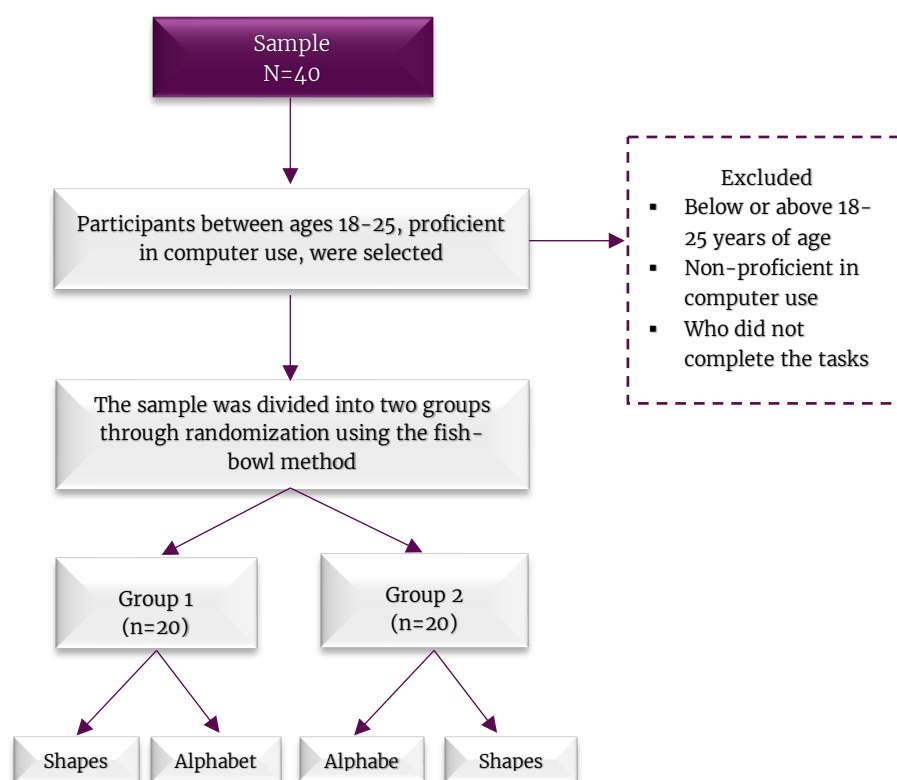 Sample
N=40
Participants between ages 18-25, proficient
in computer use, were selected
Excluded
▪ Below or above 18-
25 years of age
▪ Non-proficient in
computer use
▪ Who did not
complete the tasks
The sample was divided into two groups
through randomization using the fish-
bowl method
Group 1
(n=20)
Group 2
(n=20)
Shapes
Alphabet
Alphabe
Shapes